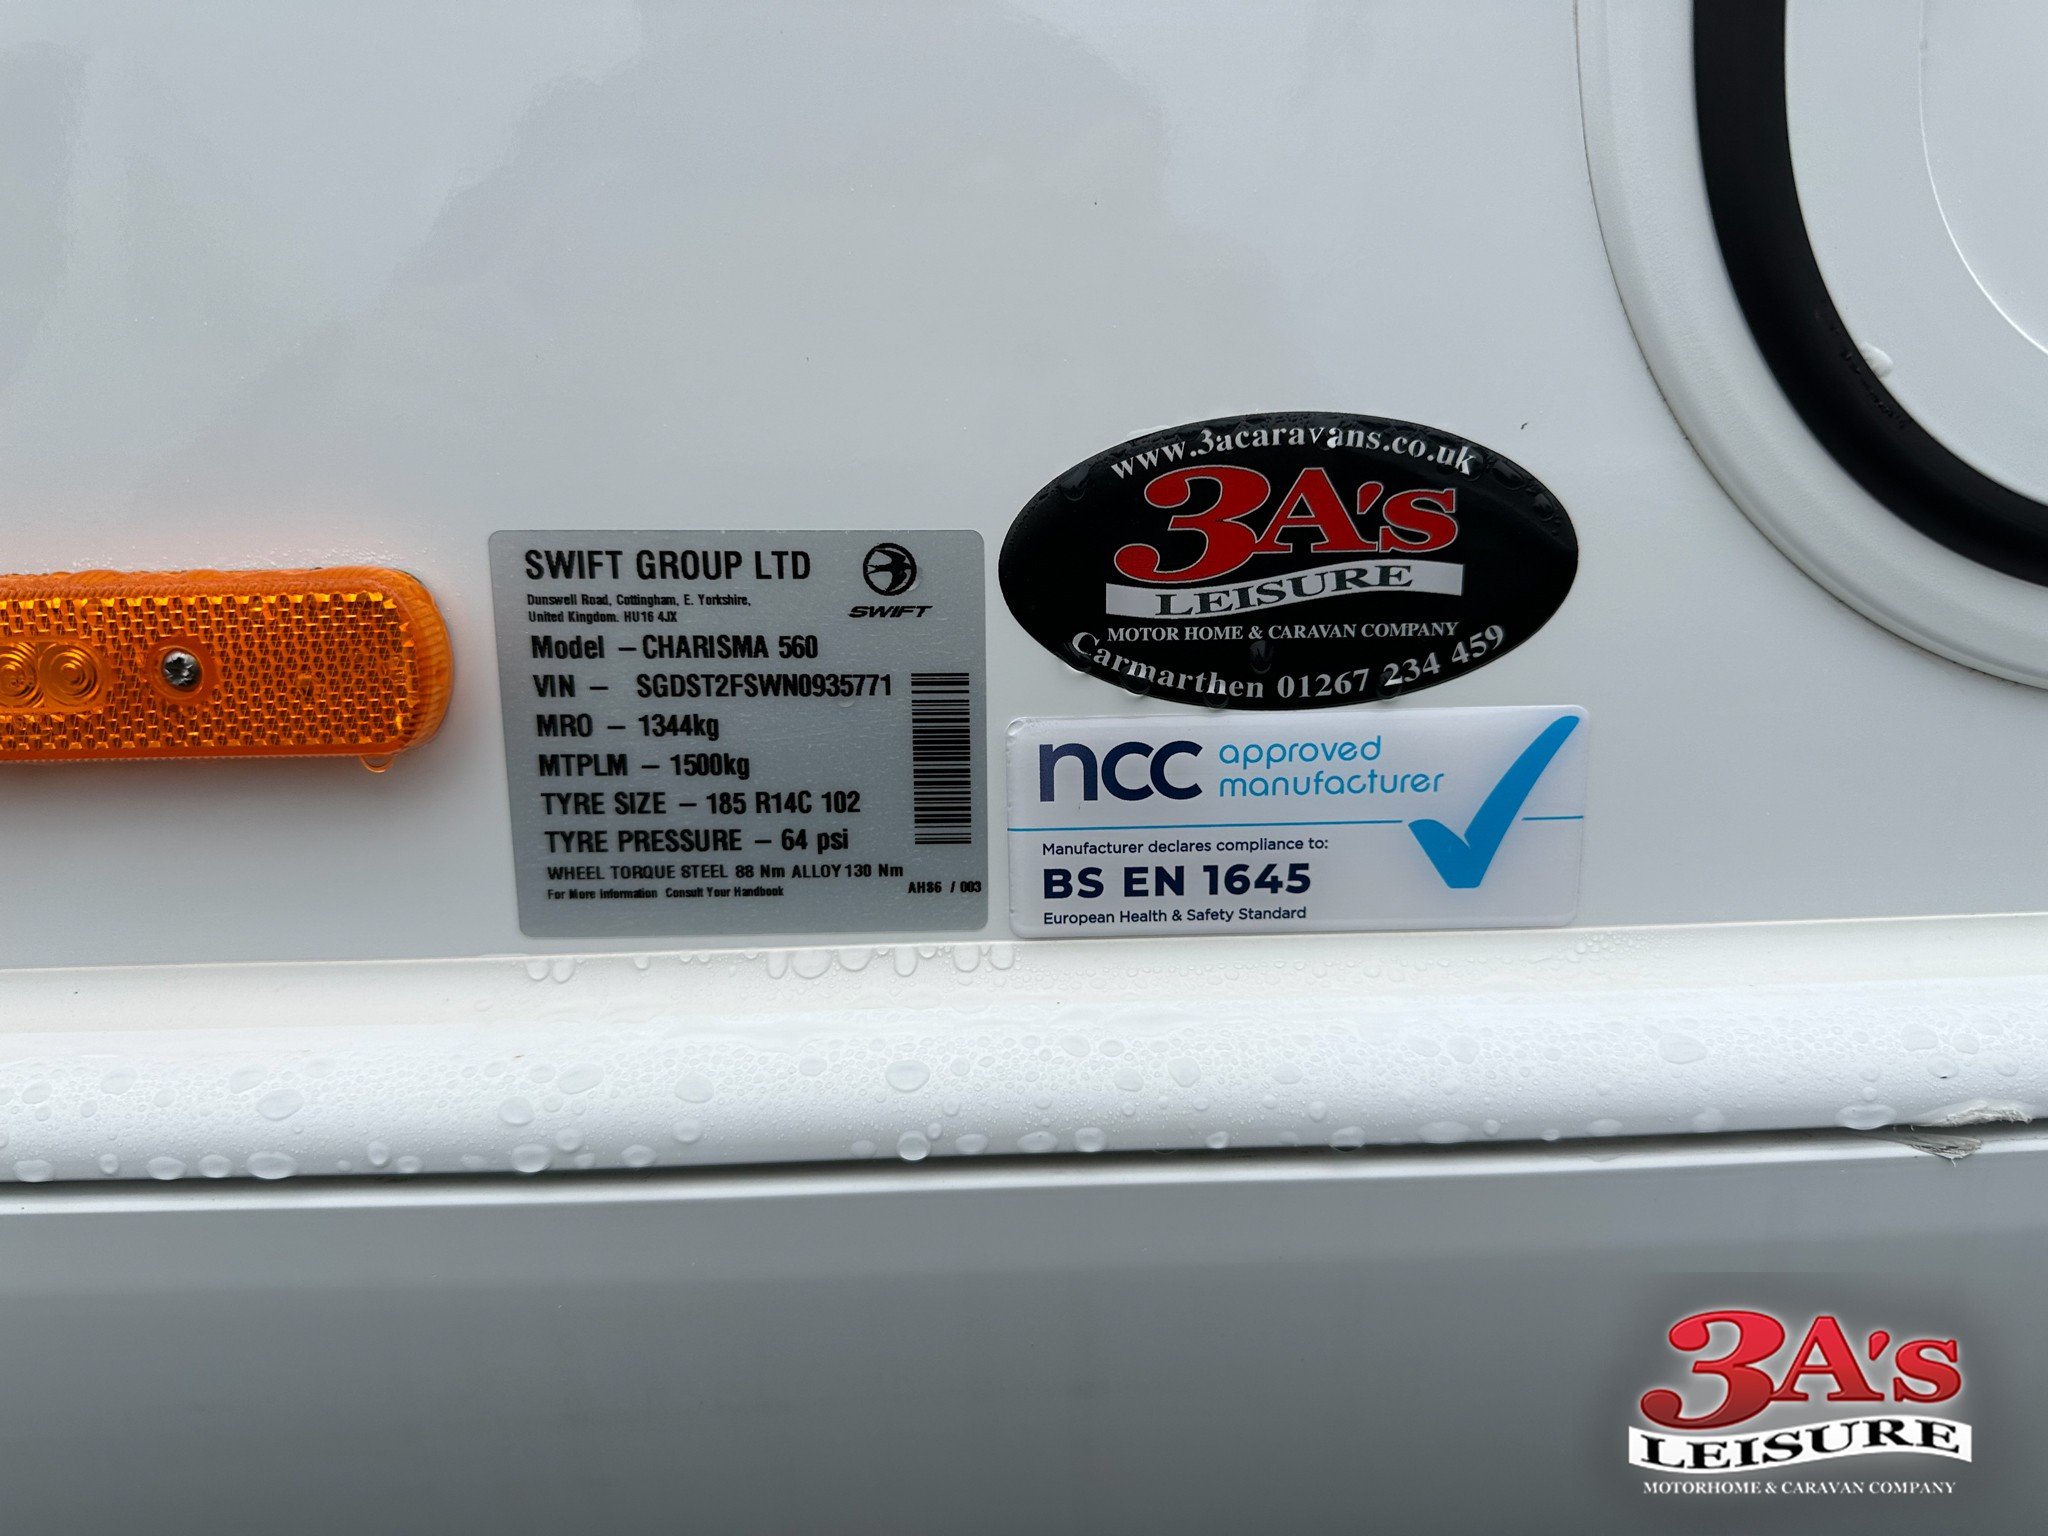 SWIFT GROUP LTD
Dunswell Road, Cottingham, E. Yorkshire,
United Kingdom. HU16 4JX
SWIFT
Model – CHARISMA 560
VIN – SGDST2FSWN0935771
MRO – 1344kg
MTPLM – 1500kg
TYRE SIZE – 185 R14C 102
TYRE PRESSURE – 64 psi
WHEEL TORQUE STEEL 88 Nm ALLOY 130 Nm
For More Information Consult Your Handbook
AHS6 / 003
www.3acaravans.co.uk
3A's
LEISURE
MOTOR HOME & CARAVAN COMPANY
Carmarthen 01267 234 459
ncc approved
manufacturer
Manufacturer declares compliance to:
BS EN 1645
European Health & Safety Standard
3A's
LEISURE
MOTORHOME & CARAVAN COMPANY